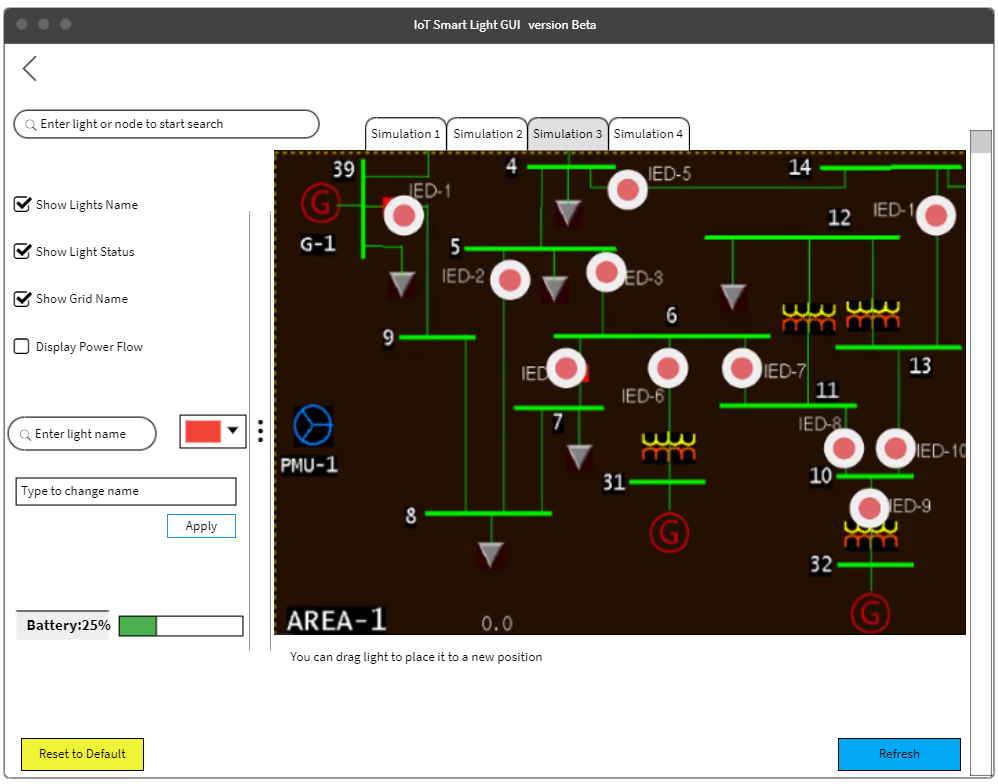 IoT Smart Light GUI version Beta
Enter light or node to start search
Simulation 1
Simulation 2
Simulation 3
Simulation 4
Show Lights Name
Show Light Status
Show Grid Name
Display Power Flow
Enter light name
Type to change name
Apply
Battery:25%
39
4
14
IED-5
IED-1
G
G-1
12
IED-1
5
IED-2
ED-3
6
9
13
IED
IED-7
IED-6
11
7
IED-8
PMU-1
IED-10
31
10
8
IED-9
G
32
G
AREA-1
0.0
You can drag light to place it to a new position
Reset to Default
Refresh